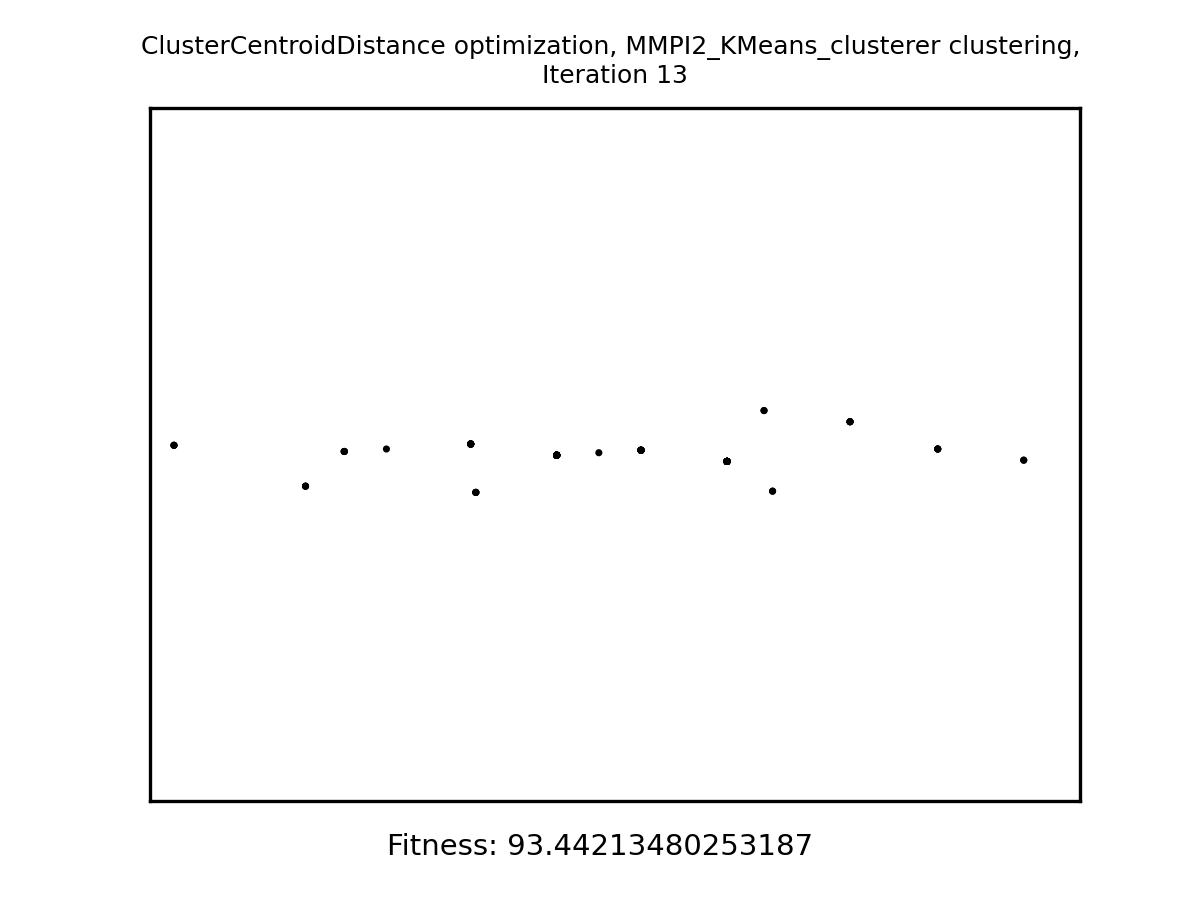 ClusterCentroidDistance optimization, MMPI2_KMeans_clusterer clustering,
Iteration 13
Fitness: 93.44213480253187